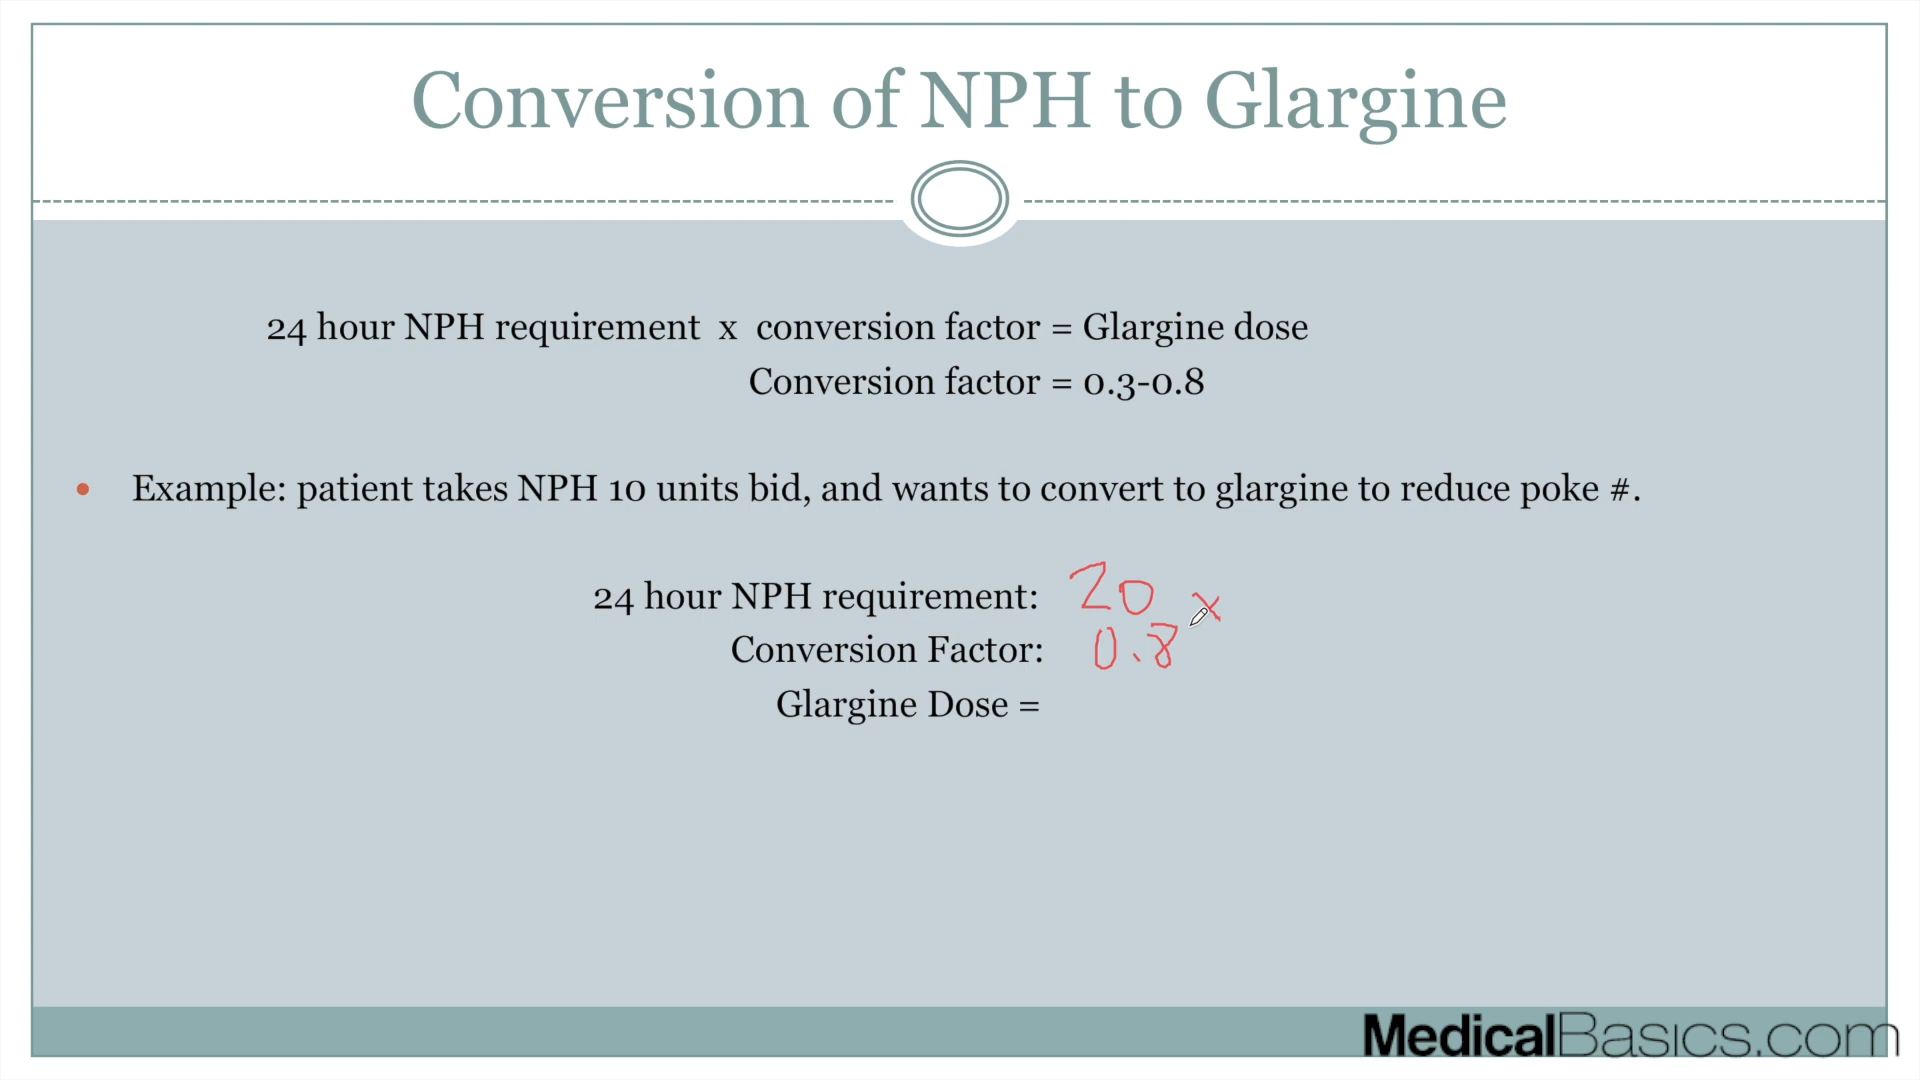 Conversion of NPH to Glargine
24 hour NPH requirement x conversion factor = Glargine dose
Conversion factor = 0.3-0.8
• Example: patient takes NPH 10 units bid, and wants to convert to glargine to reduce poke #.
24 hour NPH requirement: 20 x
Conversion Factor: 0.8
Glargine Dose =
MedicalBasics.com